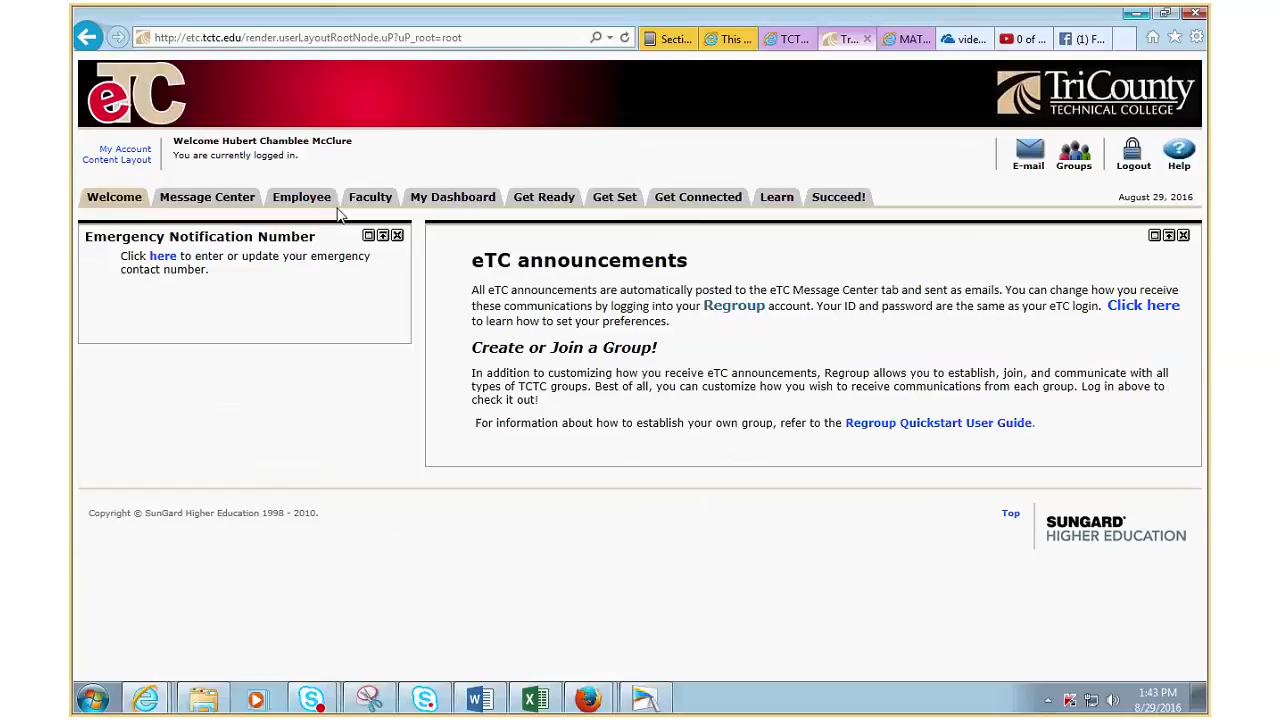 http://etc.tctc.edu/render.userLayoutRootNode.uP?uP_root=root
Secti...
This ...
TCT...
Tr...
MAT...
vide...
0 of ...
(1) F...
eTC
TriCounty
TECHNICAL COLLEGE
My Account
Content Layout
Welcome Hubert Chamblee McClure
You are currently logged in.
E-mail
Groups
Logout
Help
Welcome
Message Center
Employee
Faculty
My Dashboard
Get Ready
Get Set
Get Connected
Learn
Succeed!
August 29, 2016
Emergency Notification Number
Click here to enter or update your emergency
contact number.
eTC announcements
All eTC announcements are automatically posted to the eTC Message Center tab and sent as emails. You can change how you receive
these communications by logging into your Regroup account. Your ID and password are the same as your eTC login. Click here
to learn how to set your preferences.
Create or Join a Group!
In addition to customizing how you receive eTC announcements, Regroup allows you to establish, join, and communicate with all
types of TCTC groups. Best of all, you can customize how you wish to receive communications from each group. Log in above to
check it out!
For information about how to establish your own group, refer to the Regroup Quickstart User Guide.
Copyright © SunGard Higher Education 1998 - 2010.
Top
SUNGARD®
HIGHER EDUCATION
1:43 PM
8/29/2016